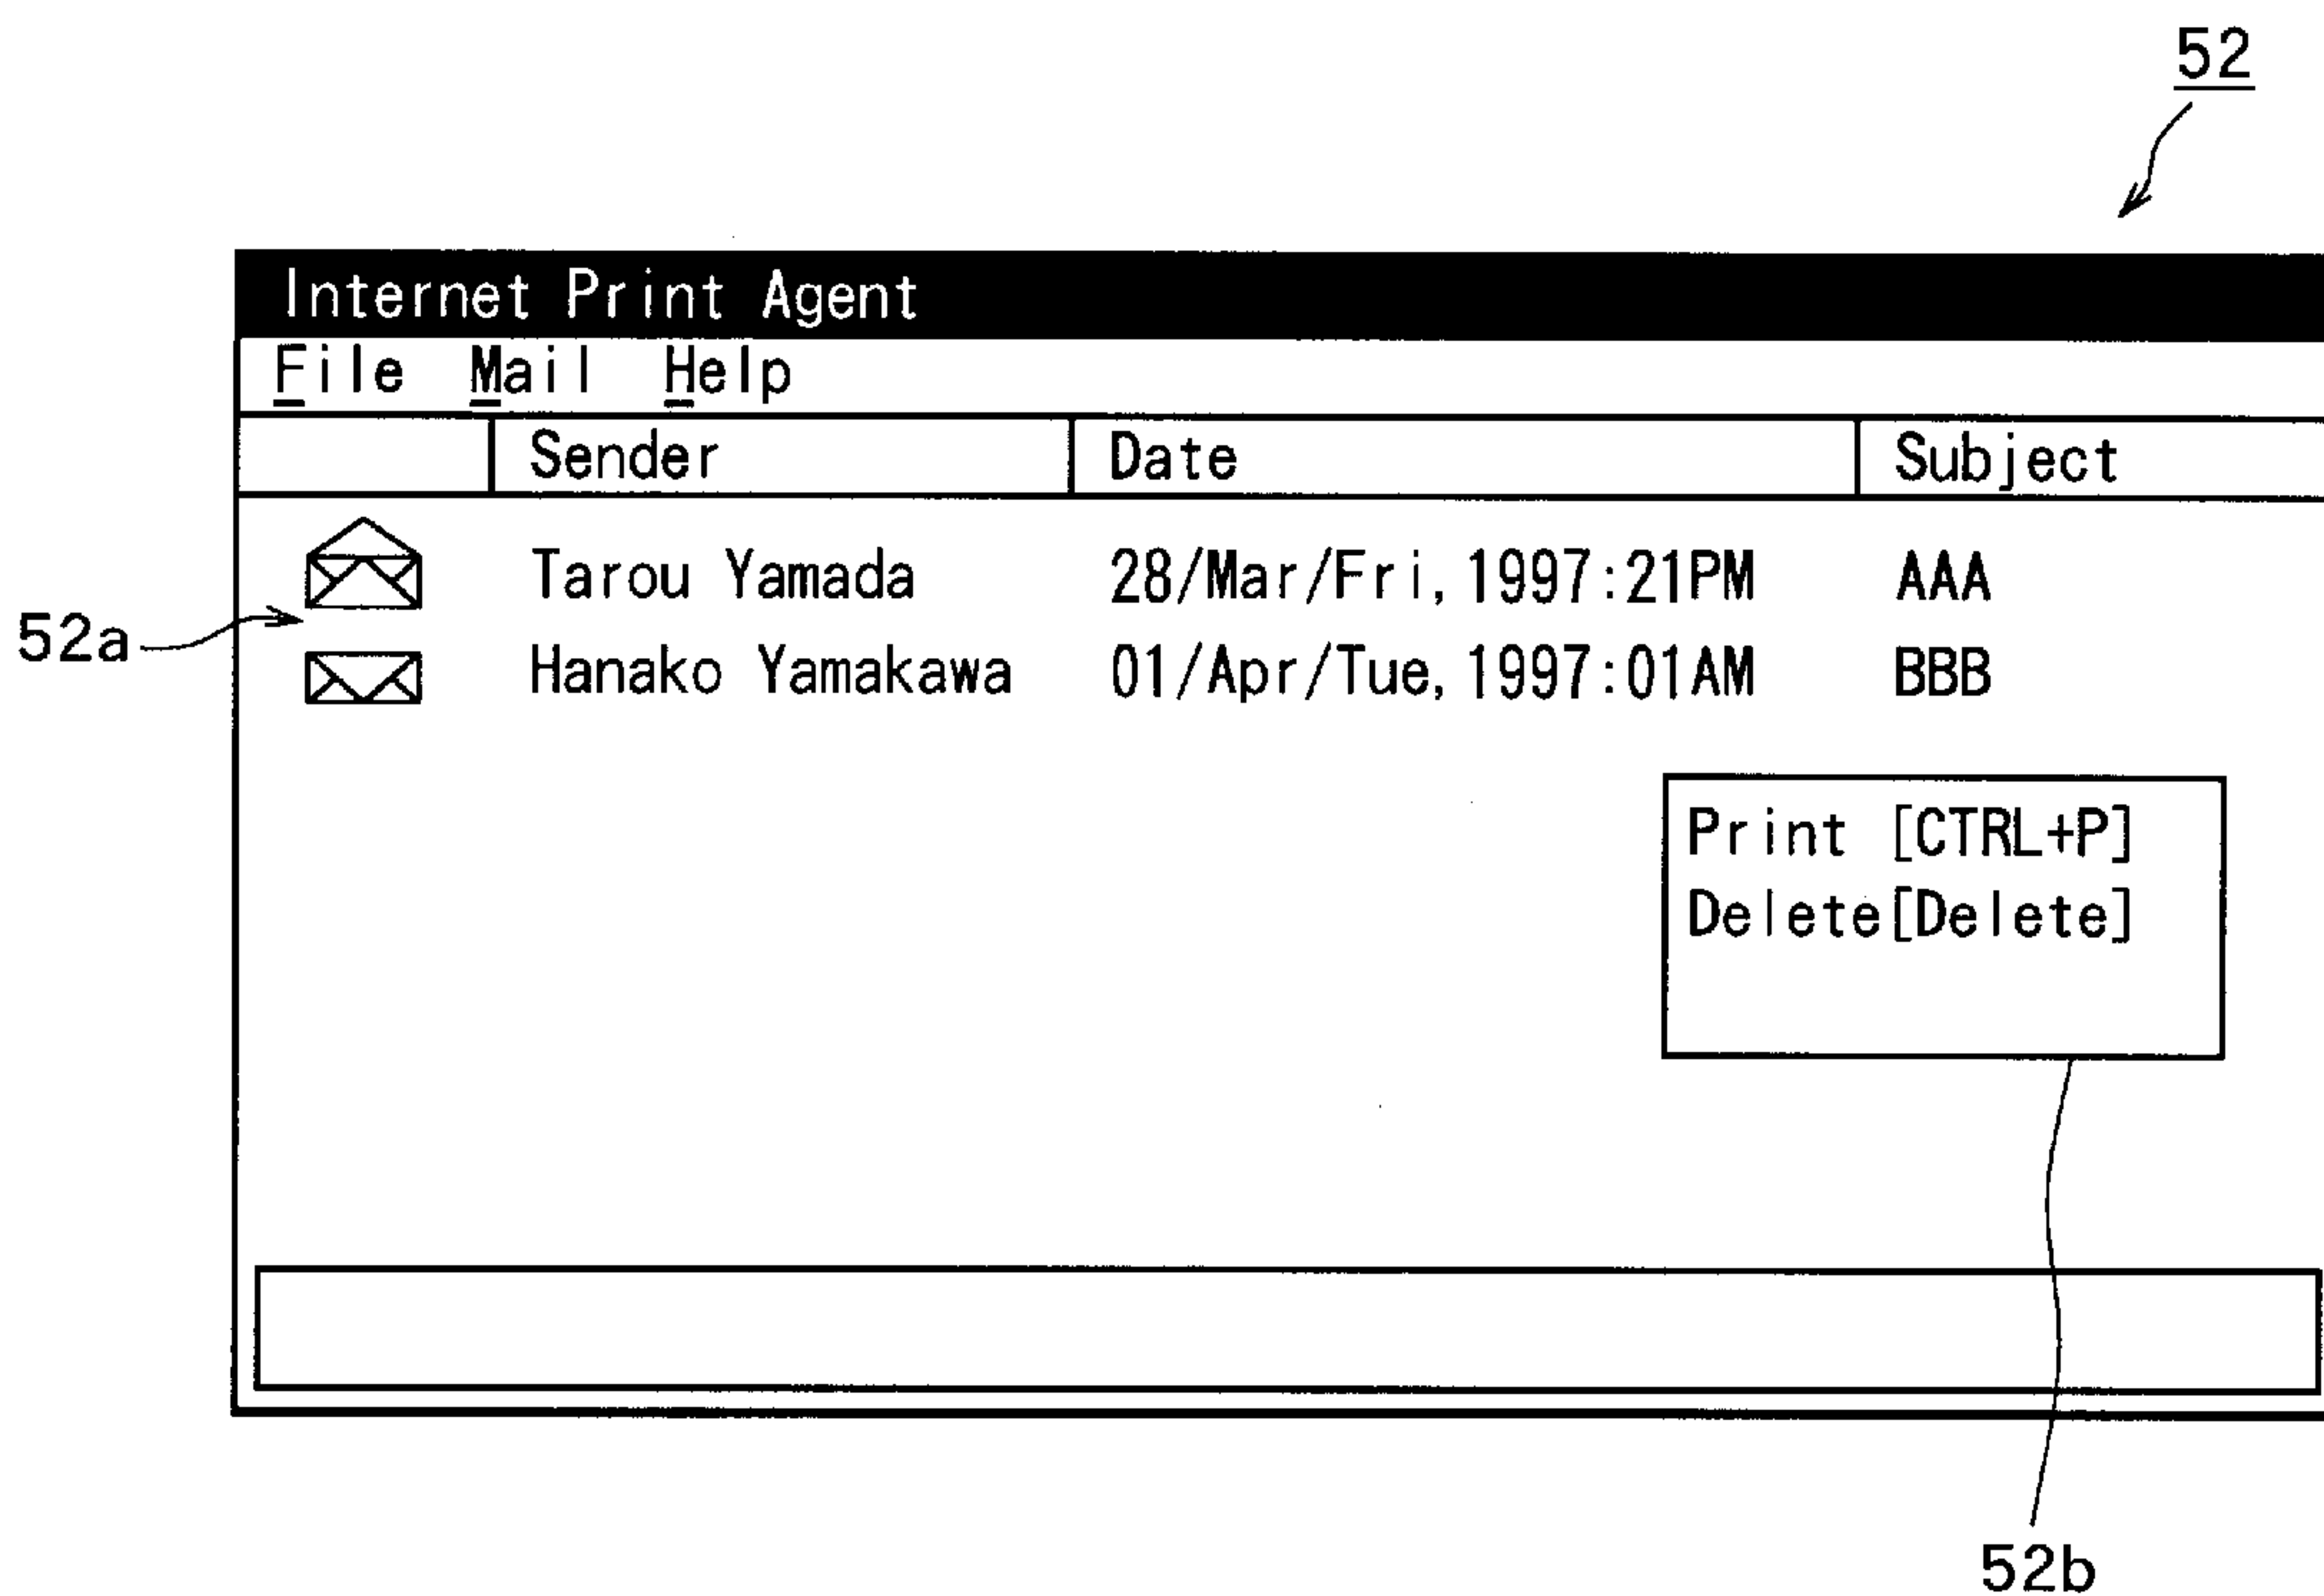 52
Internet Print Agent
File Mail Help
Sender Date Subject
Tarou Yamada 28/Mar/Fri, 1997:21PM AAA
52a
Hanako Yamakawa 01/Apr/Tue, 1997:01AM BBB
Print [CTRL+P]
Delete[Delete]
52b